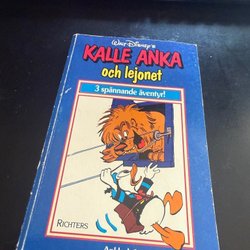 Walt Disney's
KALLE ANKA
och lejonet
3 spännande äventyr!
RICHTERS